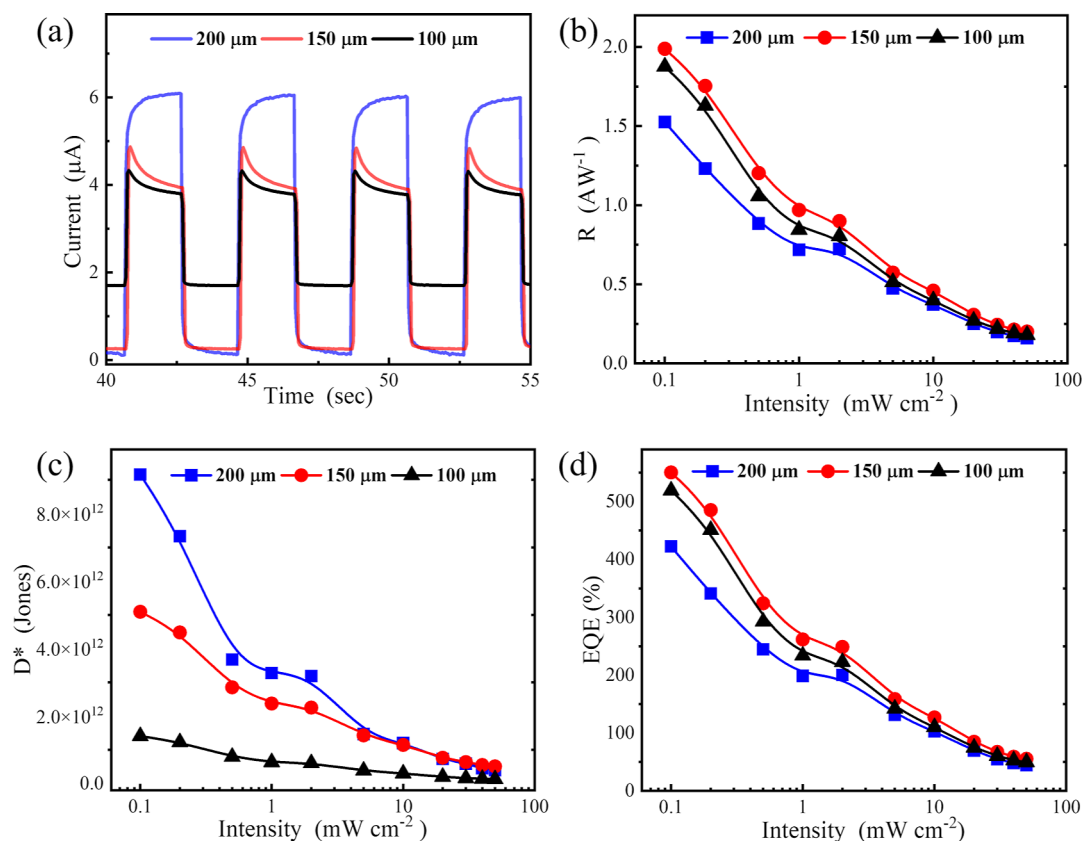 (a)
200 μm 150 μm 100 μm
Current (μA)
6
4
2
0
40 45 50 55
Time (sec)
(b)
200 μm 150 μm 100 μm
R (AW⁻¹)
2.0
1.5
1.0
0.5
0.0
0.1 1 10 100
Intensity (mW cm⁻²)
(c)
200 μm 150 μm 100 μm
D* (Jones)
8.0×10¹²
6.0×10¹²
4.0×10¹²
2.0×10¹²
0.0
0.1 1 10 100
Intensity (mW cm⁻²)
(d)
200 μm 150 μm 100 μm
EQE (%)
500
400
300
200
100
0
0.1 1 10 100
Intensity (mW cm⁻²)